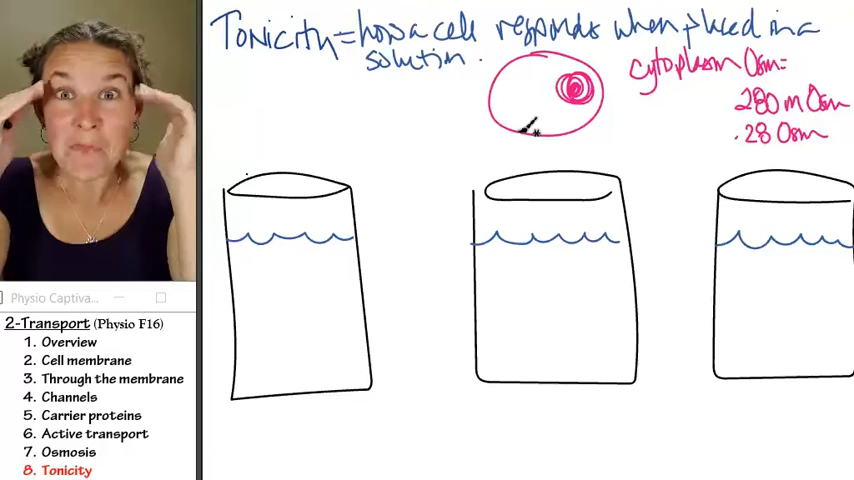 Tonicity = how a cell responds when placed in a
solution.
cytoplasm Osm =
280 m Osm
.28 Osm
*
Physio Captiva...
2-Transport (Physio F16)
1. Overview
2. Cell membrane
3. Through the membrane
4. Channels
5. Carrier proteins
6. Active transport
7. Osmosis
8. Tonicity